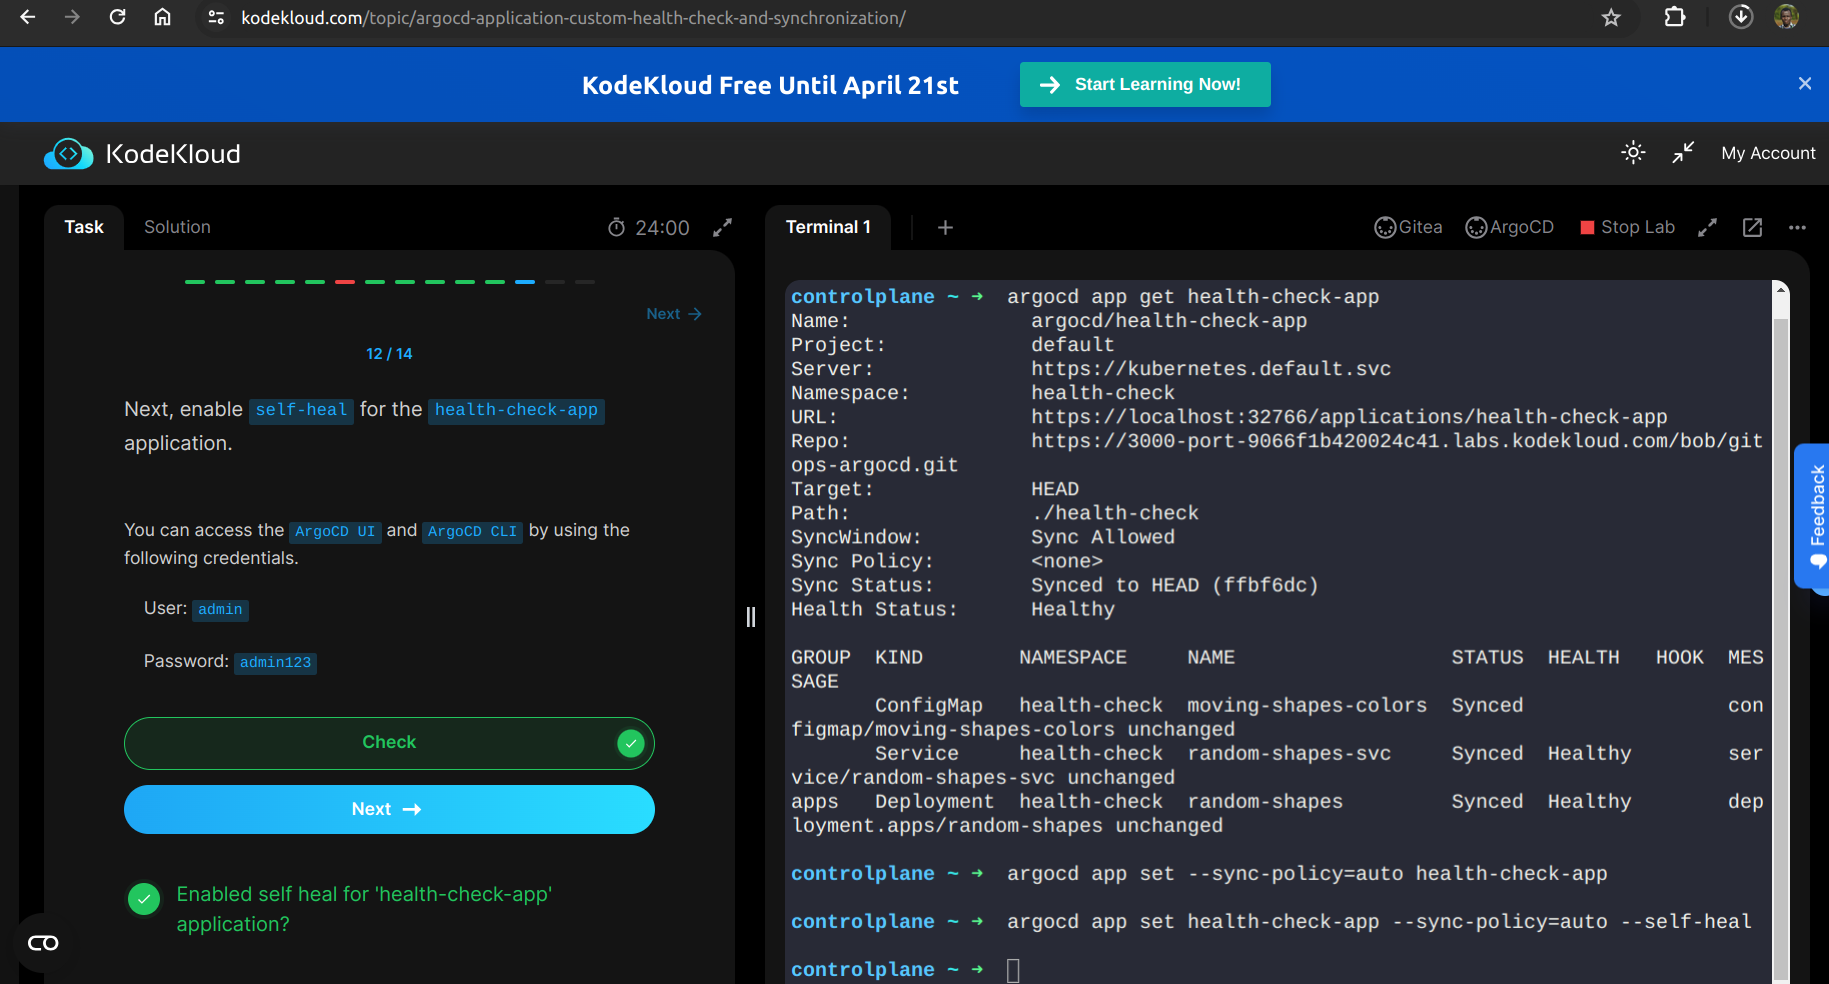 kodekloud.com/topic/argocd-application-custom-health-check-and-synchronization/
KodeKloud Free Until April 21st
Start Learning Now!
KodeKloud
My Account
Task
Solution
24:00
Next
12 / 14
Next, enable self-heal for the health-check-app
application.
You can access the ArgoCD UI and ArgoCD CLI by using the
following credentials.
User: admin
Password: admin123
Check
Next
Enabled self heal for 'health-check-app'
application?
Terminal 1
+
Gitea
ArgoCD
Stop Lab
controlplane ~ ➜ argocd app get health-check-app
Name: argocd/health-check-app
Project: default
Server: https://kubernetes.default.svc
Namespace: health-check
URL: https://localhost:32766/applications/health-check-app
Repo: https://3000-port-9066f1b420024c41.labs.kodekloud.com/bob/git
ops-argocd.git
Target: HEAD
Path: ./health-check
SyncWindow: Sync Allowed
Sync Policy: <none>
Sync Status: Synced to HEAD (ffbf6dc)
Health Status: Healthy
GROUP KIND NAMESPACE NAME STATUS HEALTH HOOK MES
SAGE
ConfigMap health-check moving-shapes-colors Synced con
figmap/moving-shapes-colors unchanged
Service health-check random-shapes-svc Synced Healthy ser
vice/random-shapes-svc unchanged
apps Deployment health-check random-shapes Synced Healthy dep
loyment.apps/random-shapes unchanged
controlplane ~ ➜ argocd app set --sync-policy=auto health-check-app
controlplane ~ ➜ argocd app set health-check-app --sync-policy=auto --self-heal
controlplane ~ ➜
Feedback